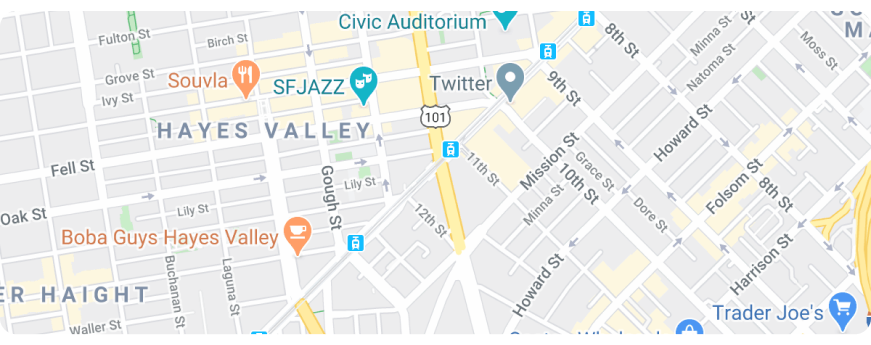 Civic Auditorium
8th St
Fulton St
Birch St
Minna St
Natoma St
Moss St
M
Grove St
Souvla
SFJAZZ
Twitter
9th St
Ivy St
101
Howard St
HAYES VALLEY
11th St
Mission St
10th St
Grace St
Fell St
Gough St
Lily St
Folsom St
8th St
Oak St
Lily St
12th St
Minna St
Dore St
Boba Guys Hayes Valley
Harrison St
Buchanan St
Laguna St
Howard St
ER HAIGHT
Waller St
Trader Joe's